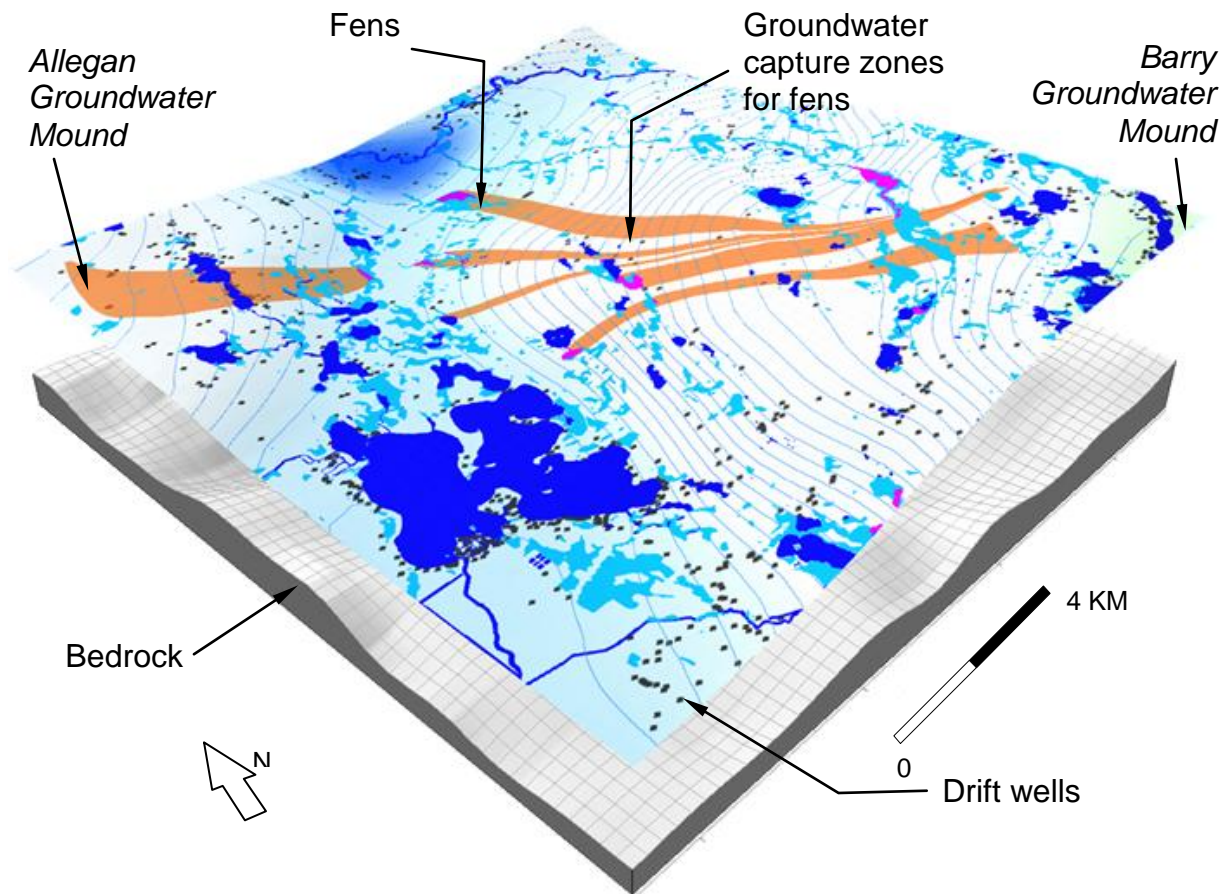 Allegan
Groundwater
Mound
Fens
Groundwater
capture zones
for fens
Barry
Groundwater
Mound
Bedrock
N
4 KM
0
Drift wells